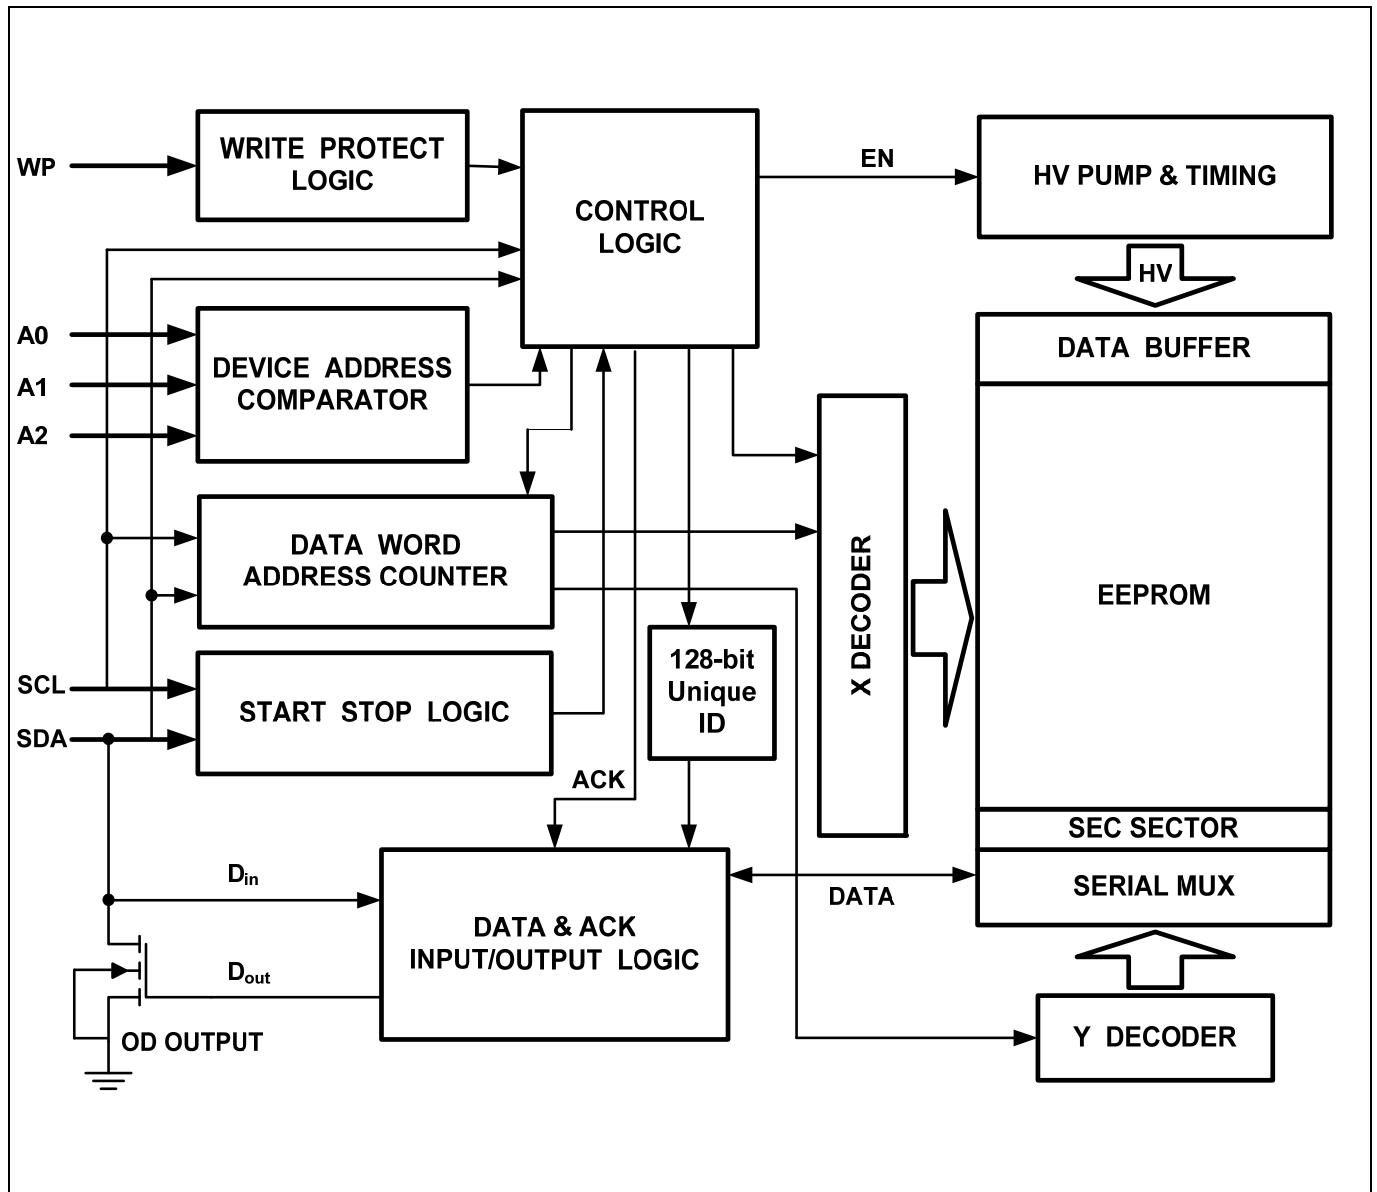 WP
WRITE PROTECT
LOGIC
CONTROL
LOGIC
EN
HV PUMP & TIMING
HV
A0
A1
A2
DEVICE ADDRESS
COMPARATOR
DATA BUFFER
DATA WORD
ADDRESS COUNTER
X DECODER
EEPROM
SCL
SDA
START STOP LOGIC
128-bit
Unique
ID
ACK
SEC SECTOR
SERIAL MUX
Din
DATA
DATA & ACK
INPUT/OUTPUT LOGIC
Dout
OD OUTPUT
Y DECODER